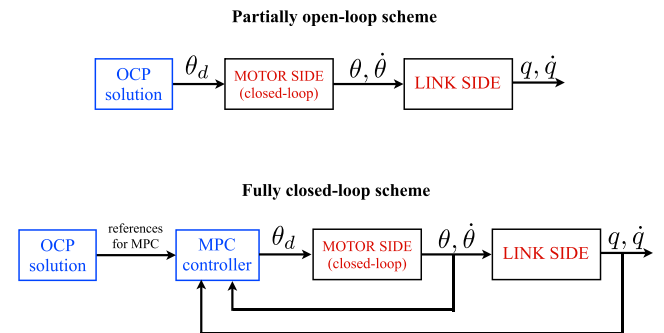 Partially open-loop scheme
OCP
solution
θ_d
MOTOR SIDE
(closed-loop)
θ, θ̇
LINK SIDE
q, q̇
Fully closed-loop scheme
OCP
solution
references
for MPC
MPC
controller
θ_d
MOTOR SIDE
(closed-loop)
θ, θ̇
LINK SIDE
q, q̇